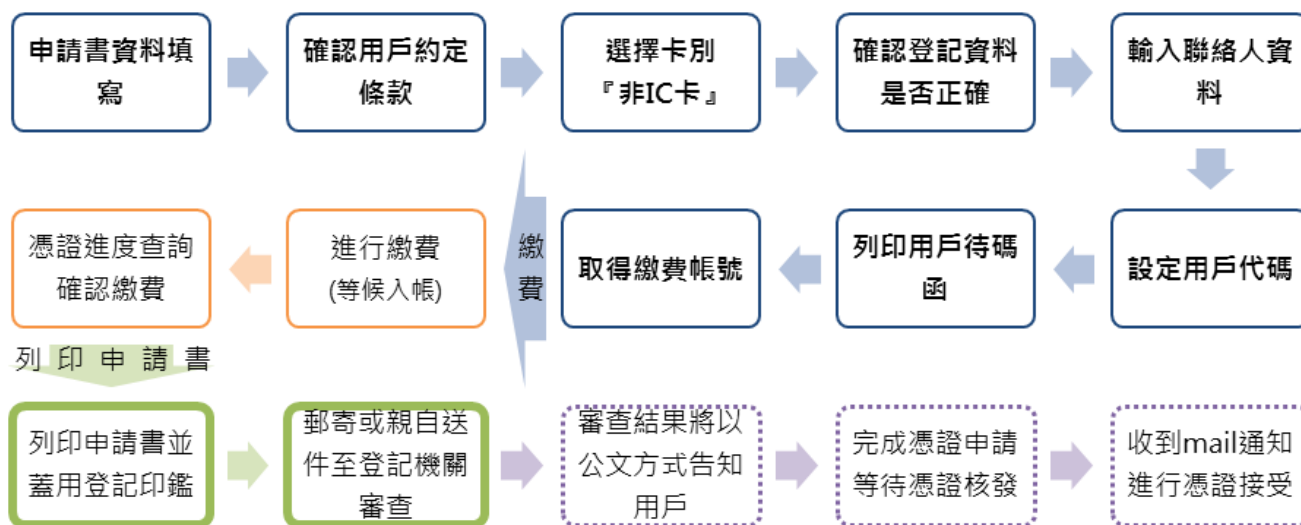 申請書資料填
寫
確認用戶約定
條款
選擇卡別
『非IC卡』
確認登記資料
是否正確
輸入聯絡人資
料
設定用戶代碼
列印用戶待碼
函
取得繳費帳號
繳
費
進行繳費
(等候入帳)
憑證進度查詢
確認繳費
列印申請書
列印申請書並
蓋用登記印鑑
郵寄或親自送
件至登記機關
審查
審查結果將以
公文方式告知
用戶
完成憑證申請
等待憑證核發
收到mail通知
進行憑證接受